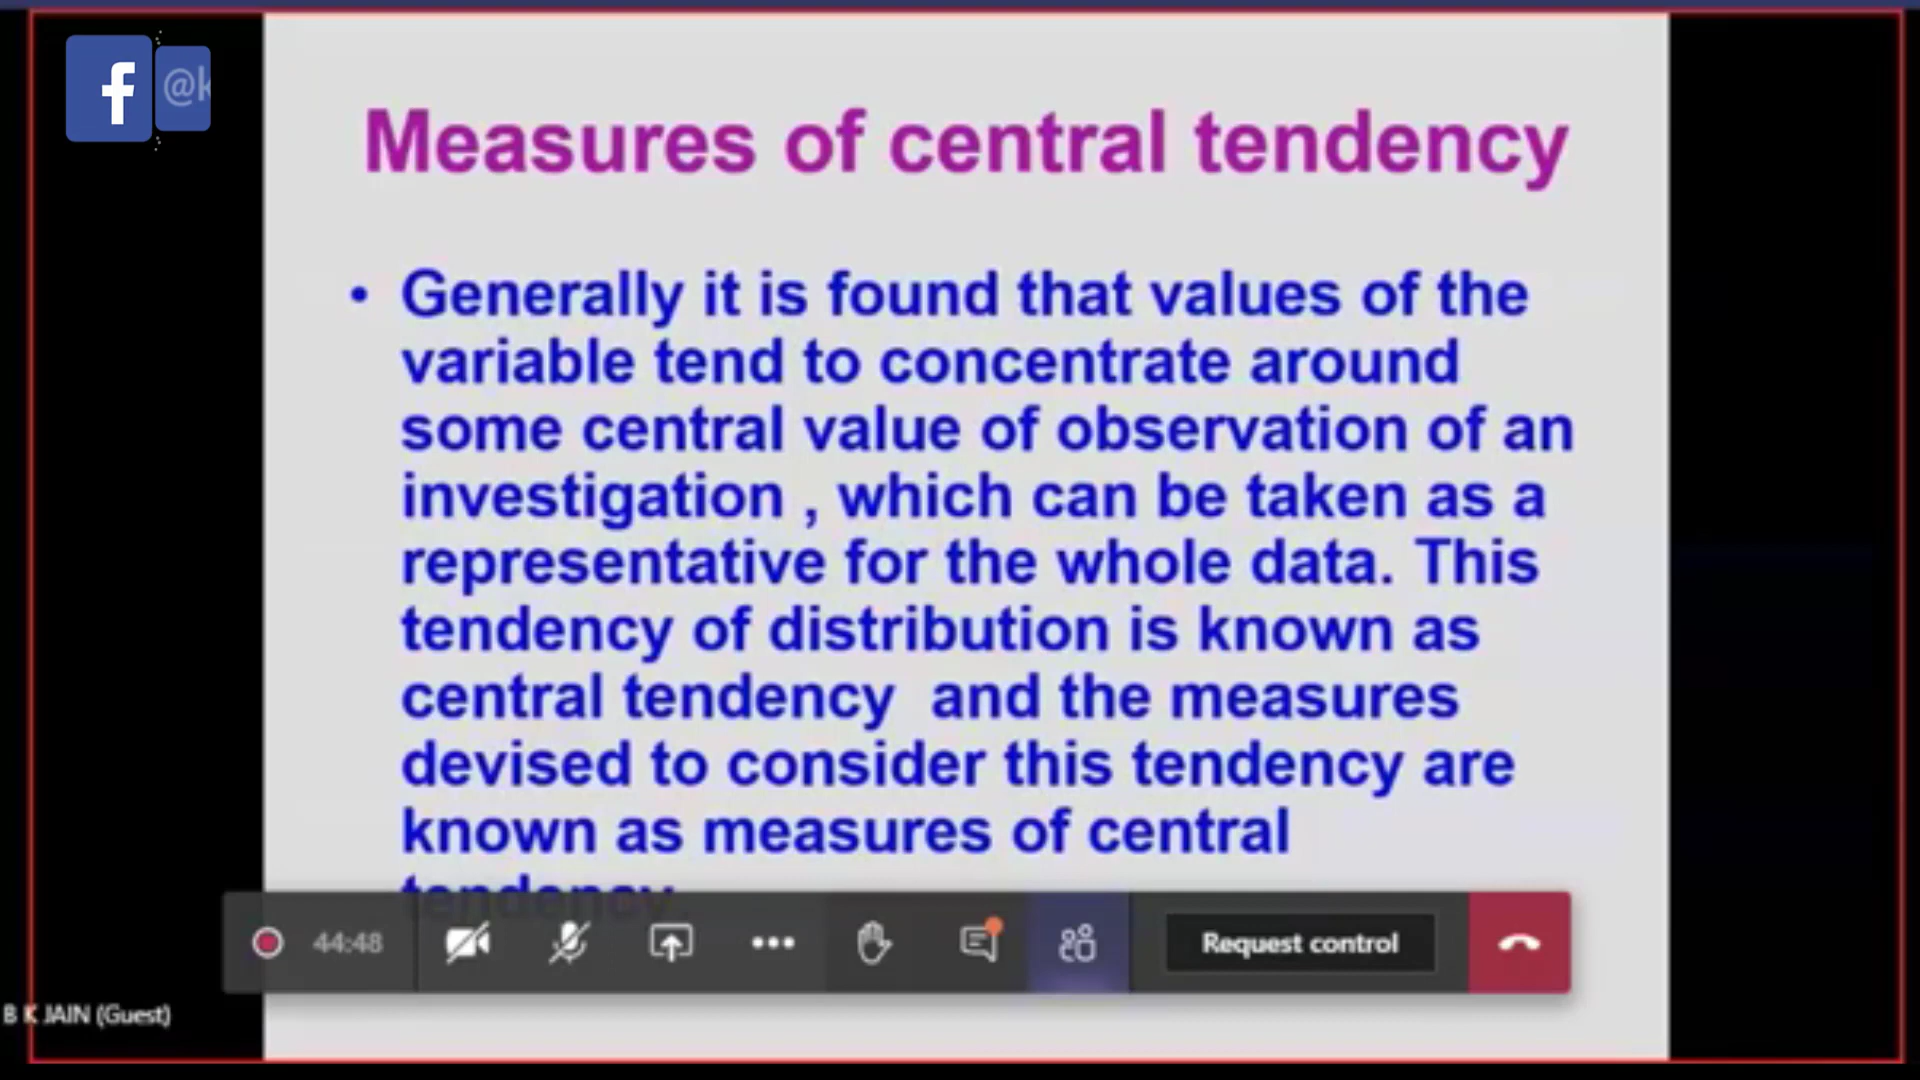 f @k
Measures of central tendency
• Generally it is found that values of the
variable tend to concentrate around
some central value of observation of an
investigation , which can be taken as a
representative for the whole data. This
tendency of distribution is known as
central tendency  and the measures
devised to consider this tendency are
known as measures of central
tendency.
44:48
Request control
B K JAIN (Guest)